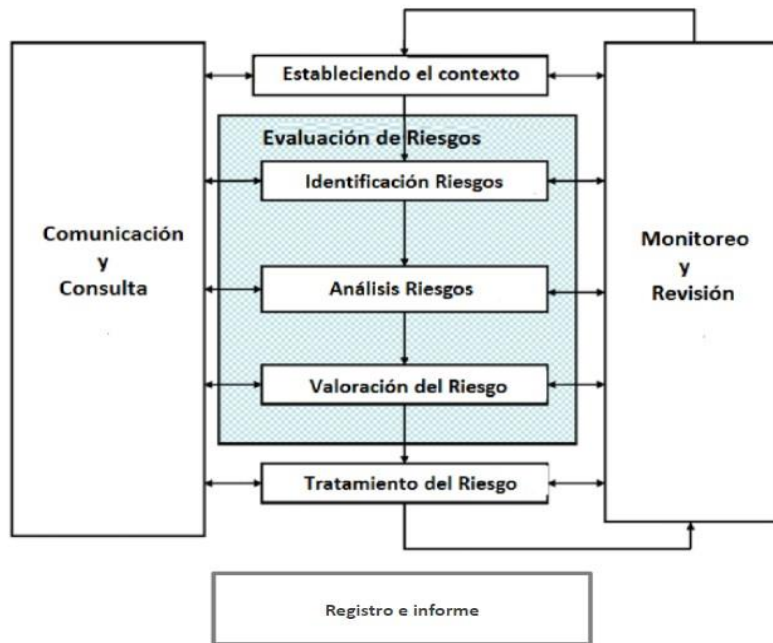 Estableciendo el contexto
Evaluación de Riesgos
Identificación Riesgos
Comunicación
y
Consulta
Monitoreo
y
Revisión
Análisis Riesgos
Valoración del Riesgo
Tratamiento del Riesgo
Registro e informe